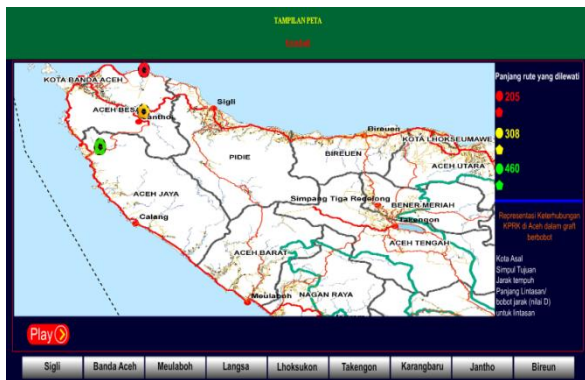 TAMPILAN PETA
KOTA BANDA ACEH
ACEH BES
Jantho
Sigli
Bireuen
KOTA LHOKSEUMAWE
PIDIE
BIREUEN
ACEH UTARA
ACEH JAYA
Simpang Tiga Redelong
BENER MERIAH
Calang
Takengon
ACEH TENGAH
ACEH BARAT
Meulaboh
NAGAN RAYA
Panjang rute yang dilewati
205
308
460
Representasi Keterhubungan
KPRK di Aceh dalam graft
berbobot
Kota Asal
Simpul Tujuan
Jarak tempuh
Panjang Lintasan/
bobot jarak (nilai D)
untuk lintasan
Play
Sigli
Banda Aceh
Meulaboh
Langsa
Lhoksukon
Takengon
Karangbaru
Jantho
Bireun